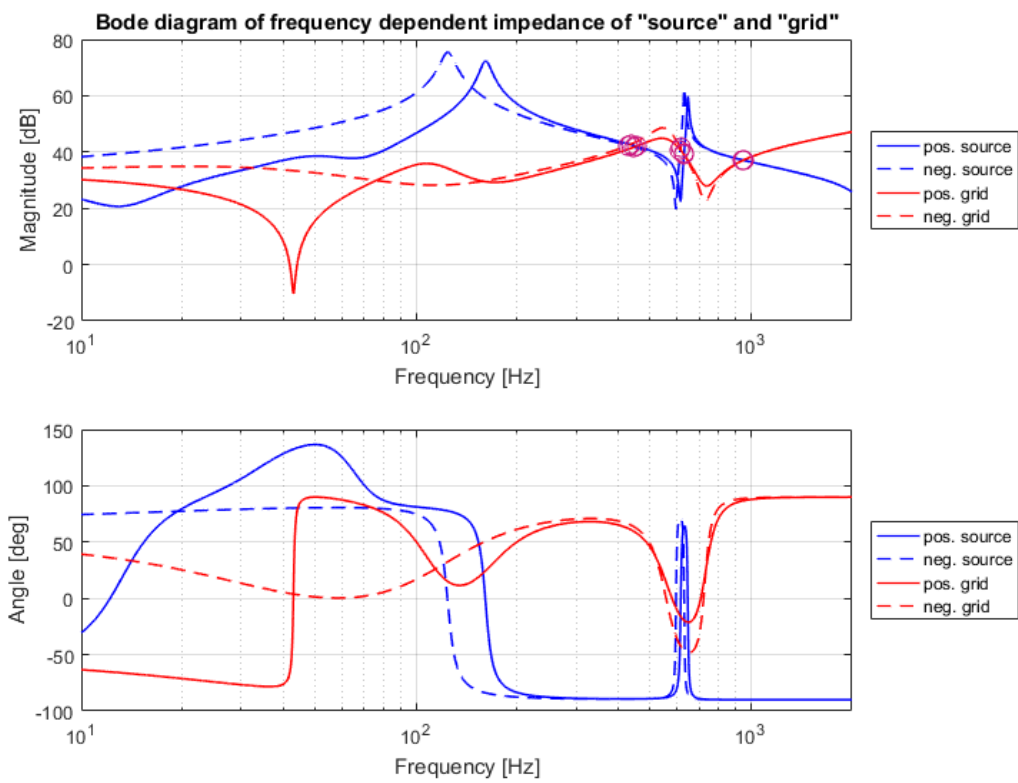 Bode diagram of frequency dependent impedance of "source" and "grid"
80
60
40
20
0
-20
Magnitude [dB]
10^1
10^2
10^3
Frequency [Hz]
pos. source
neg. source
pos. grid
neg. grid
150
100
50
0
-50
-100
Angle [deg]
10^1
10^2
10^3
Frequency [Hz]
pos. source
neg. source
pos. grid
neg. grid